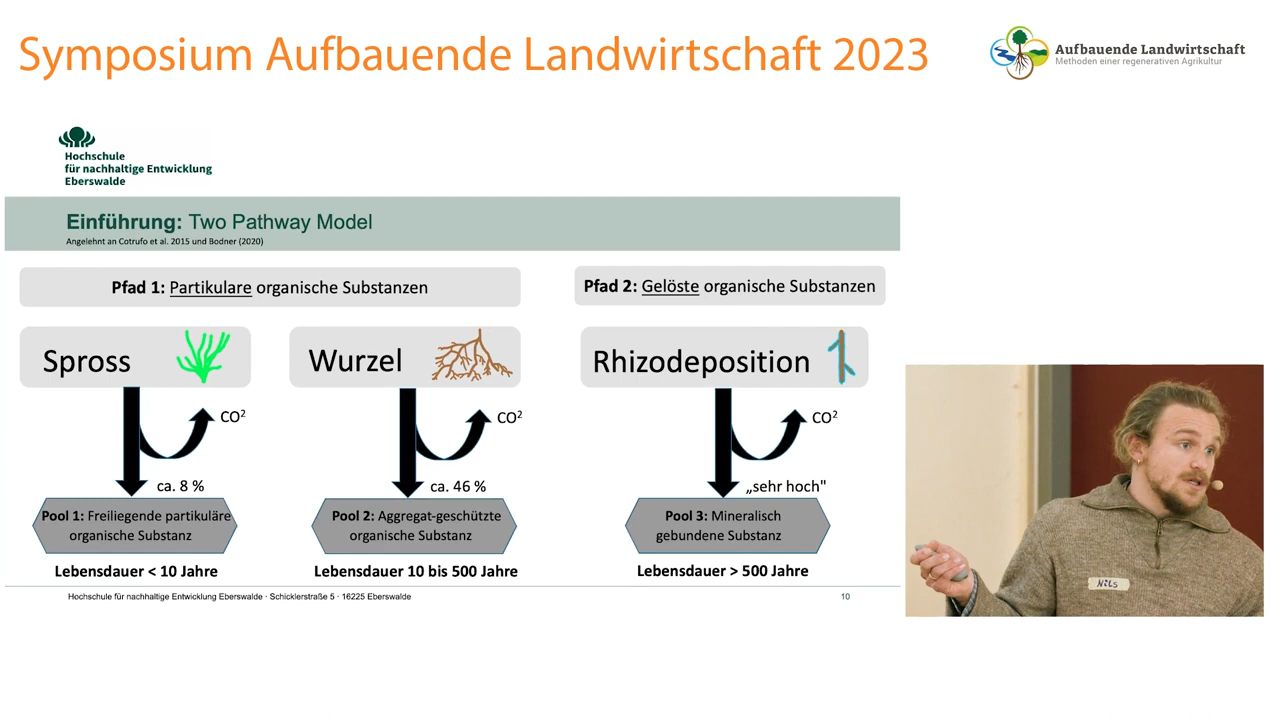 Symposium Aufbauende Landwirtschaft 2023
Aufbauende Landwirtschaft
Methoden einer regenerativen Agrikultur
Hochschule
für nachhaltige Entwicklung
Eberswalde
Einführung: Two Pathway Model
Angelehnt an Cotrufo et al. 2015 und Bodner (2020)
Pfad 1: Partikulare organische Substanzen
Pfad 2: Gelöste organische Substanzen
Spross
Wurzel
Rhizodeposition
CO²
CO²
CO²
ca. 8 %
ca. 46 %
„sehr hoch"
Pool 1: Freiliegende partikuläre
organische Substanz
Pool 2: Aggregat-geschützte
organische Substanz
Pool 3: Mineralisch
gebundene Substanz
Lebensdauer < 10 Jahre
Lebensdauer 10 bis 500 Jahre
Lebensdauer > 500 Jahre
Hochschule für nachhaltige Entwicklung Eberswalde · Schicklerstraße 5 · 16225 Eberswalde
10
Nils